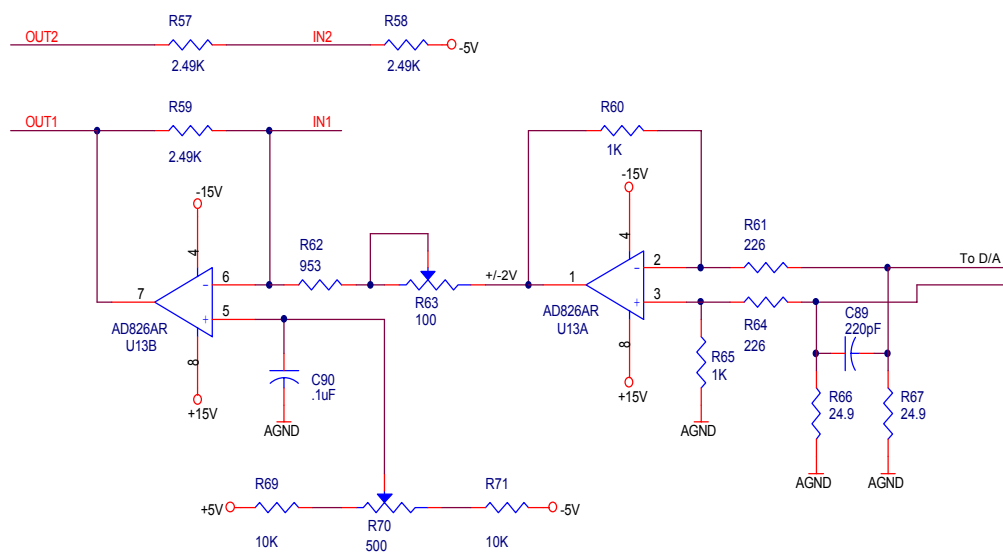 OUT2
R57
2.49K
IN2
R58
2.49K
-5V
OUT1
R59
2.49K
IN1
R60
1K
-15V
4
R62
953
6
-
7
5
+
AD826AR
U13B
8
+15V
R63
100
+/-2V
C90
.1uF
AGND
-15V
4
1
2
-
3
+
AD826AR
U13A
8
+15V
R61
226
R64
226
To D/A
R65
1K
AGND
C89
220pF
R66
24.9
R67
24.9
AGND
AGND
+5V
R69
10K
R70
500
R71
10K
-5V